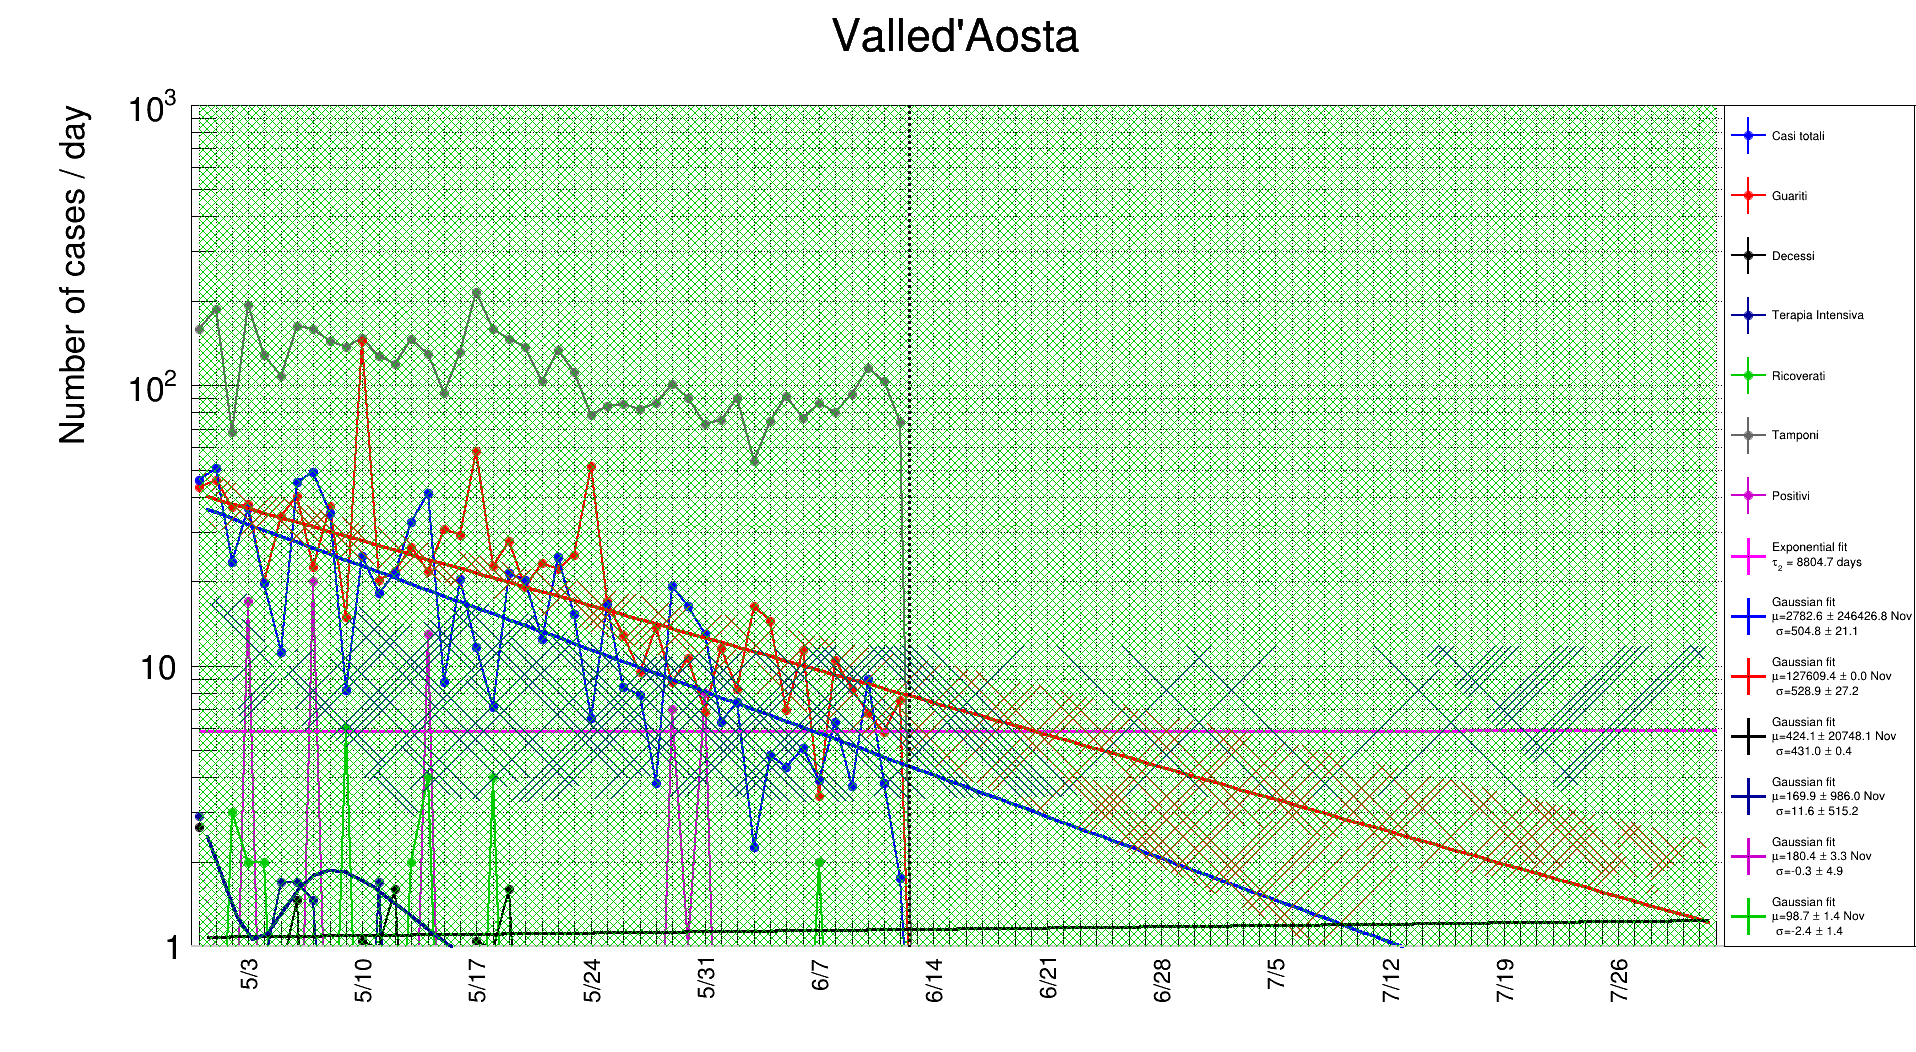 Valled'Aosta
Number of cases / day
10³
10²
10
1
5/3
5/10
5/17
5/24
5/31
6/7
6/14
6/21
6/28
7/5
7/12
7/19
7/26
Casi totali
Guariti
Decessi
Terapia Intensiva
Ricoverati
Tamponi
Positivi
Exponential fit
τ₂ = 8804.7 days
Gaussian fit
μ=2782.6 ± 246426.8 Nov
σ=504.8 ± 21.1
Gaussian fit
μ=127609.4 ± 0.0 Nov
σ=528.9 ± 27.2
Gaussian fit
μ=424.1 ± 20748.1 Nov
σ=431.0 ± 0.4
Gaussian fit
μ=169.9 ± 986.0 Nov
σ=11.6 ± 515.2
Gaussian fit
μ=180.4 ± 3.3 Nov
σ=-0.3 ± 4.9
Gaussian fit
μ=98.7 ± 1.4 Nov
σ=-2.4 ± 1.4